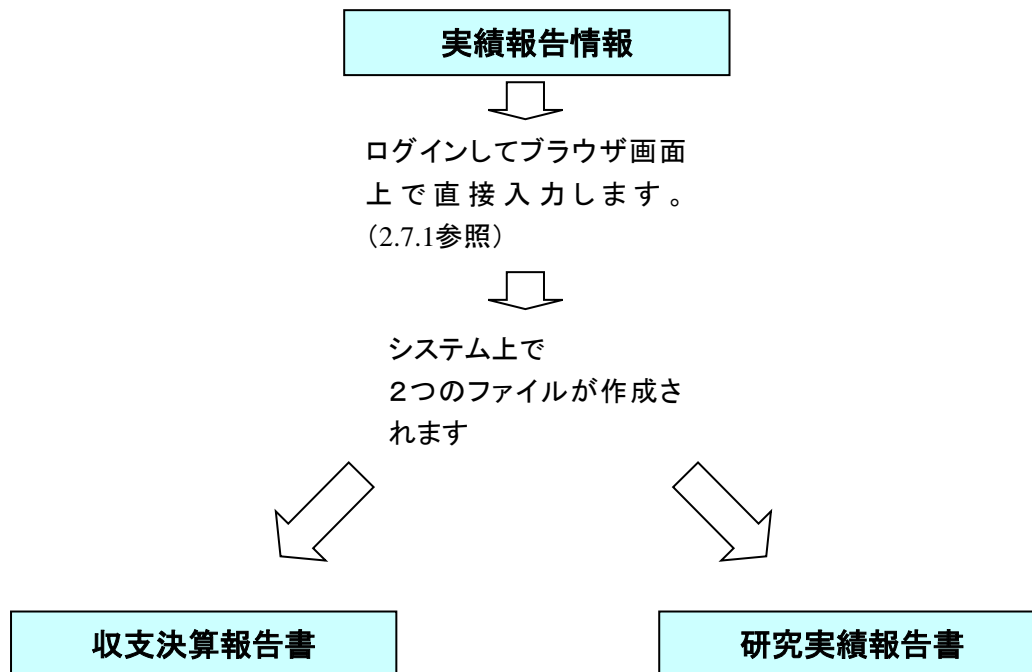 実績報告情報
ログインしてブラウザ画面
上で直接入力します。
（2.7.1参照）
システム上で
２つのファイルが作成さ
れます
収支決算報告書
研究実績報告書